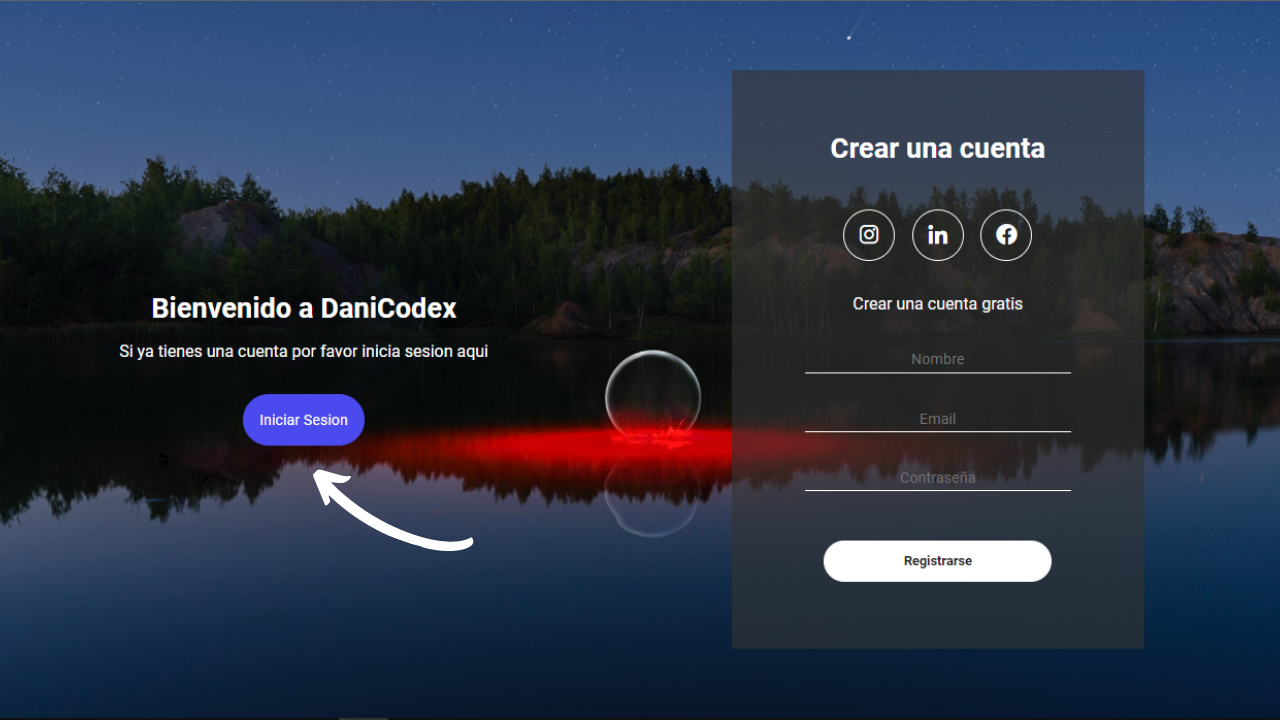 Bienvenido a DaniCodex
Si ya tienes una cuenta por favor inicia sesion aqui
Iniciar Sesion
Crear una cuenta
Crear una cuenta gratis
Nombre
Email
Contraseña
Registrarse